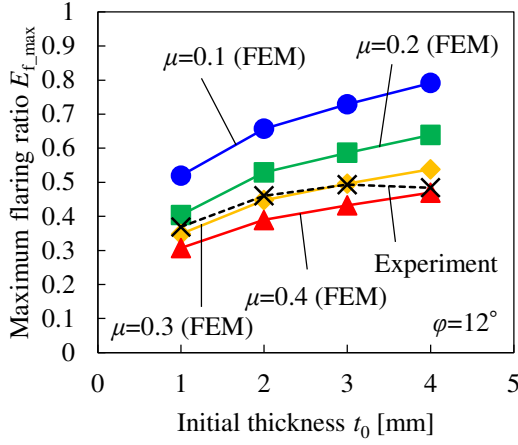 Maximum flaring ratio E_f_max
1
0.9
0.8
0.7
0.6
0.5
0.4
0.3
0.2
0.1
0
μ=0.1 (FEM)
μ=0.2 (FEM)
Experiment
μ=0.4 (FEM)
μ=0.3 (FEM)
φ=12°
0 1 2 3 4 5
Initial thickness t₀ [mm]